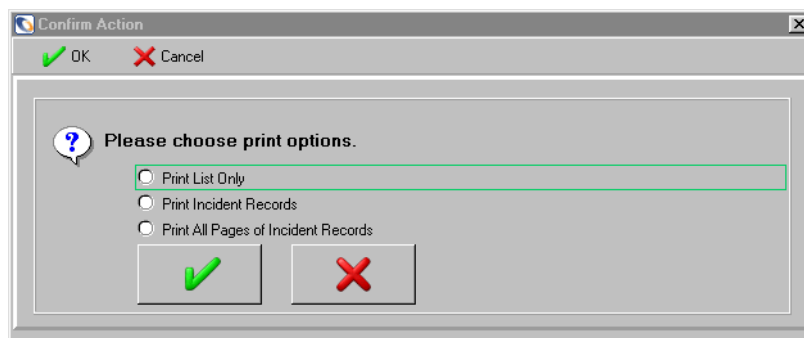 Confirm Action
OK Cancel
Please choose print options.
Print List Only
Print Incident Records
Print All Pages of Incident Records